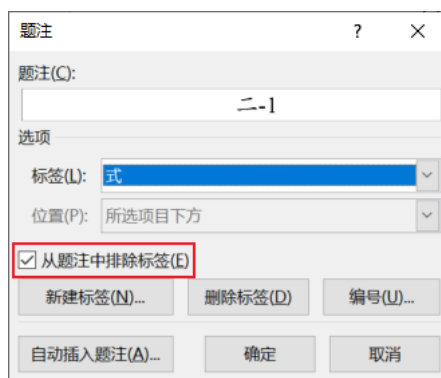 题注 ? ×
题注(C):
二-1
选项
标签(L): 式
位置(P): 所选项目下方
从题注中排除标签(E)
新建标签(N)... 删除标签(D) 编号(U)...
自动插入题注(A)... 确定 取消